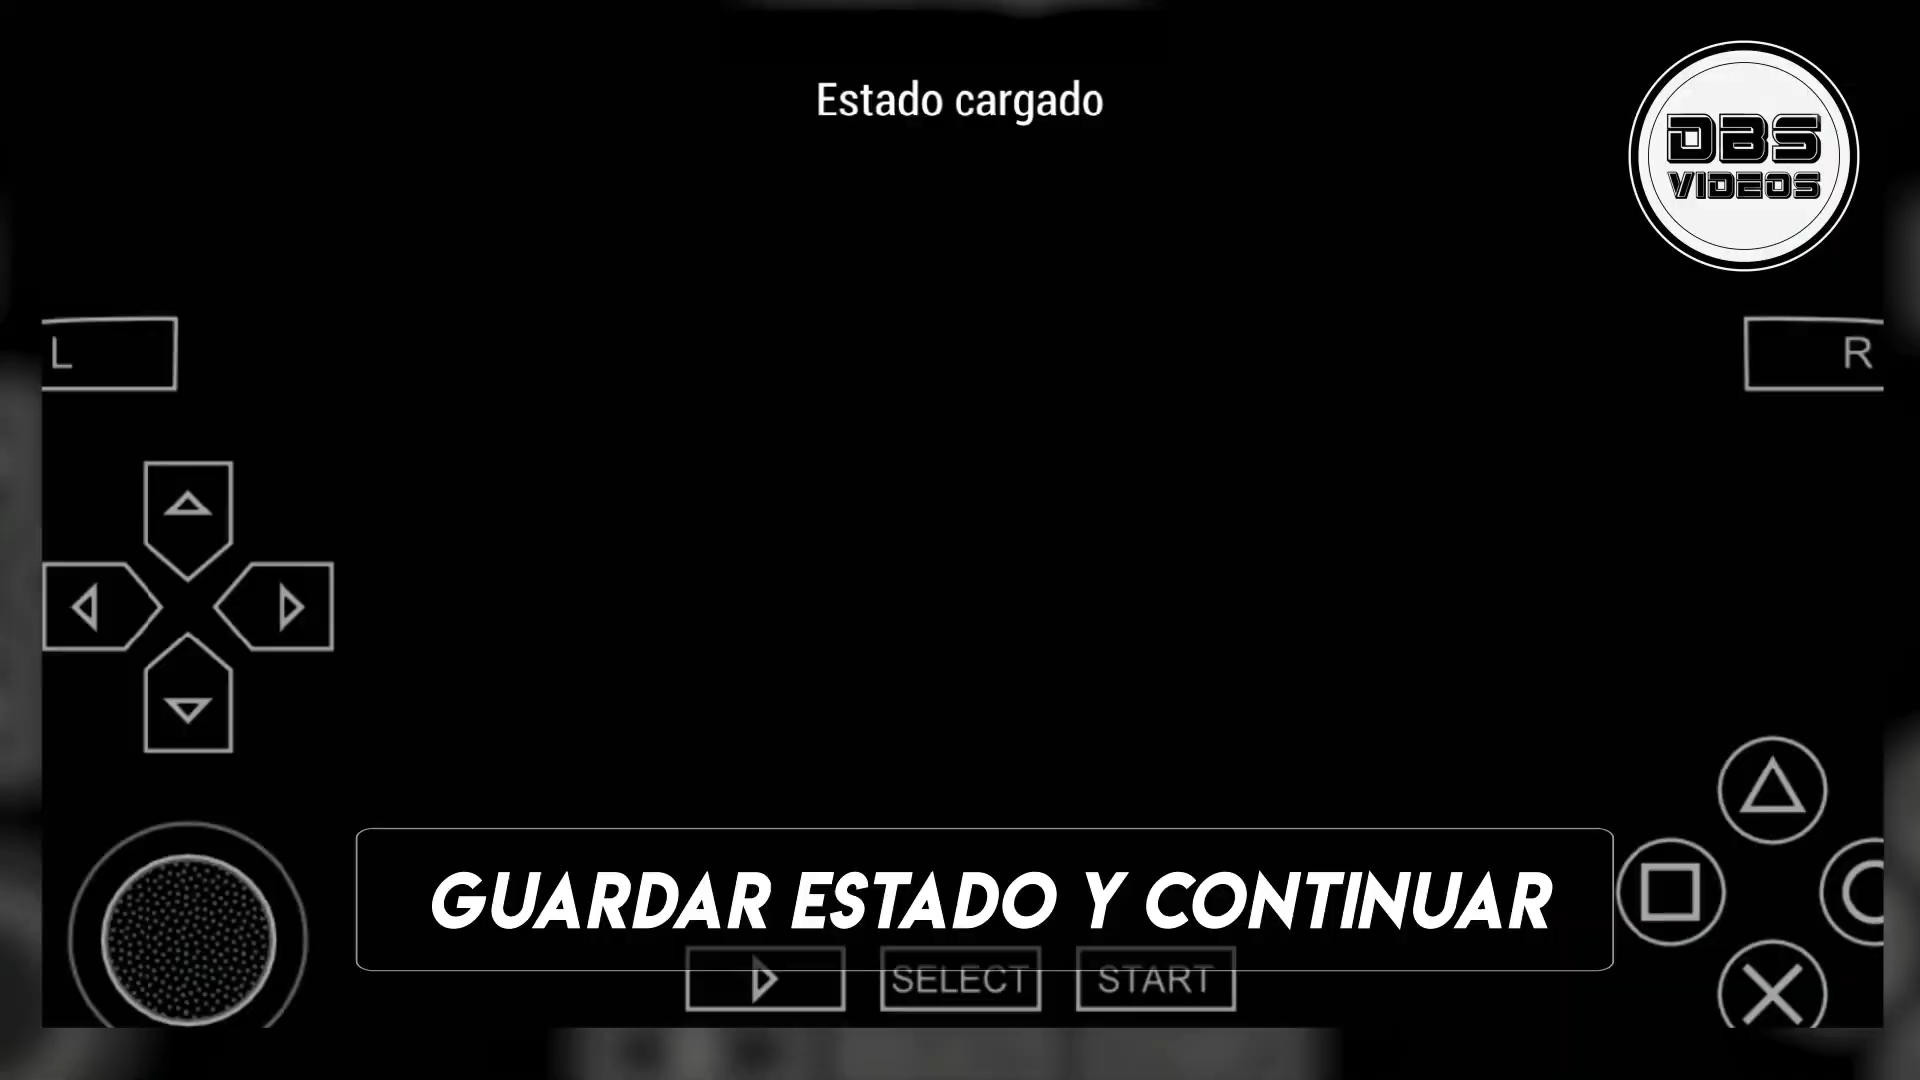 Estado cargado
DBS
VIDEOS
L
R
GUARDAR ESTADO Y CONTINUAR
SELECT
START